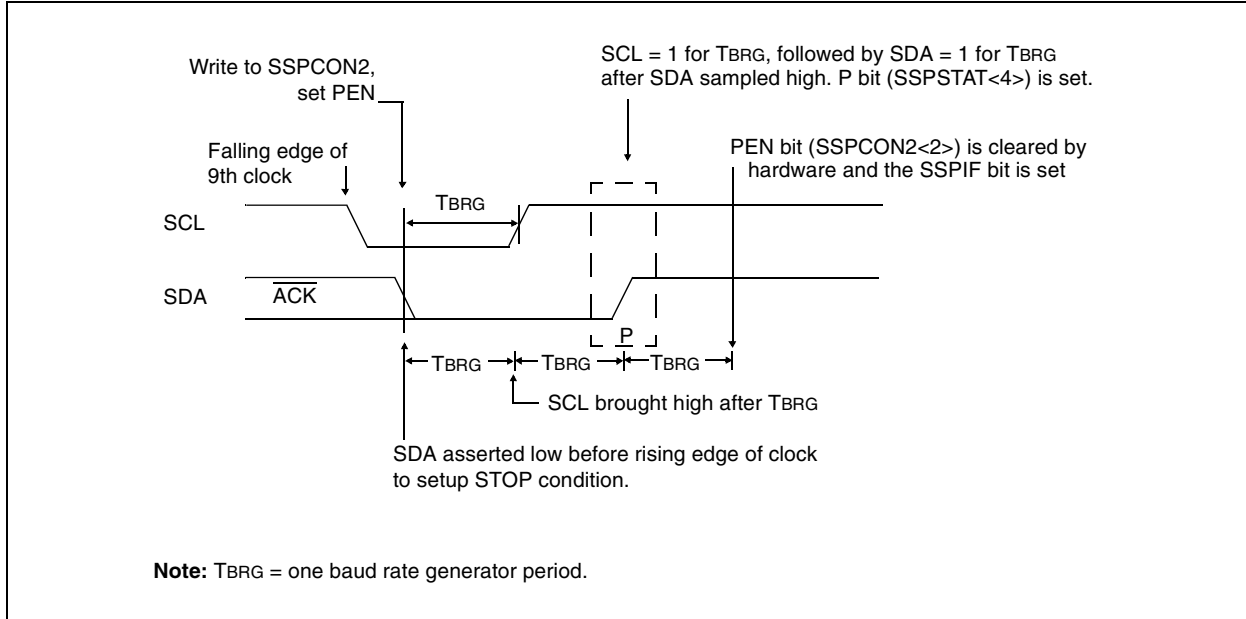 SCL = 1 for TBRG, followed by SDA = 1 for TBRG
after SDA sampled high. P bit (SSPSTAT<4>) is set.
Write to SSPCON2,
set PEN
PEN bit (SSPCON2<2>) is cleared by
hardware and the SSPIF bit is set
Falling edge of
9th clock
TBRG
SCL
SDA
ACK
P
TBRG
TBRG
TBRG
SCL brought high after TBRG
SDA asserted low before rising edge of clock
to setup STOP condition.
Note: TBRG = one baud rate generator period.